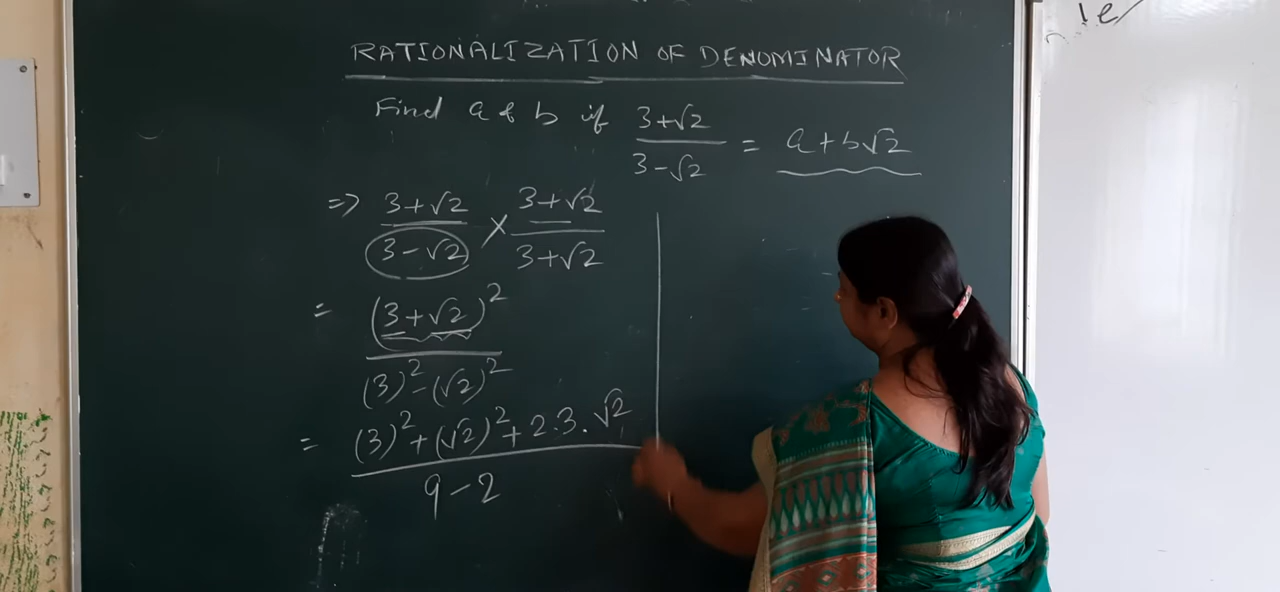 RATIONALIZATION OF DENOMINATOR
Find a & b if 3+√2 / 3-√2 = a+b√2
=> 3+√2 / 3-√2 × 3+√2 / 3+√2
= (3+√2)² / (3)²-(√2)²
= (3)²+(√2)²+2.3.√2 / 9-2